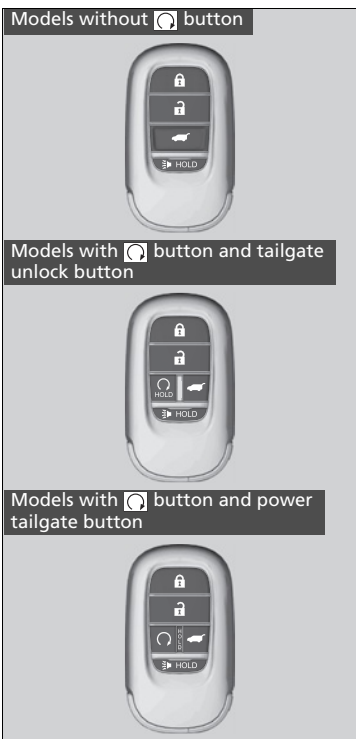 Models without button
HOLD
Models with button and tailgate
unlock button
HOLD
HOLD
Models with button and power
tailgate button
HOLD
HOLD